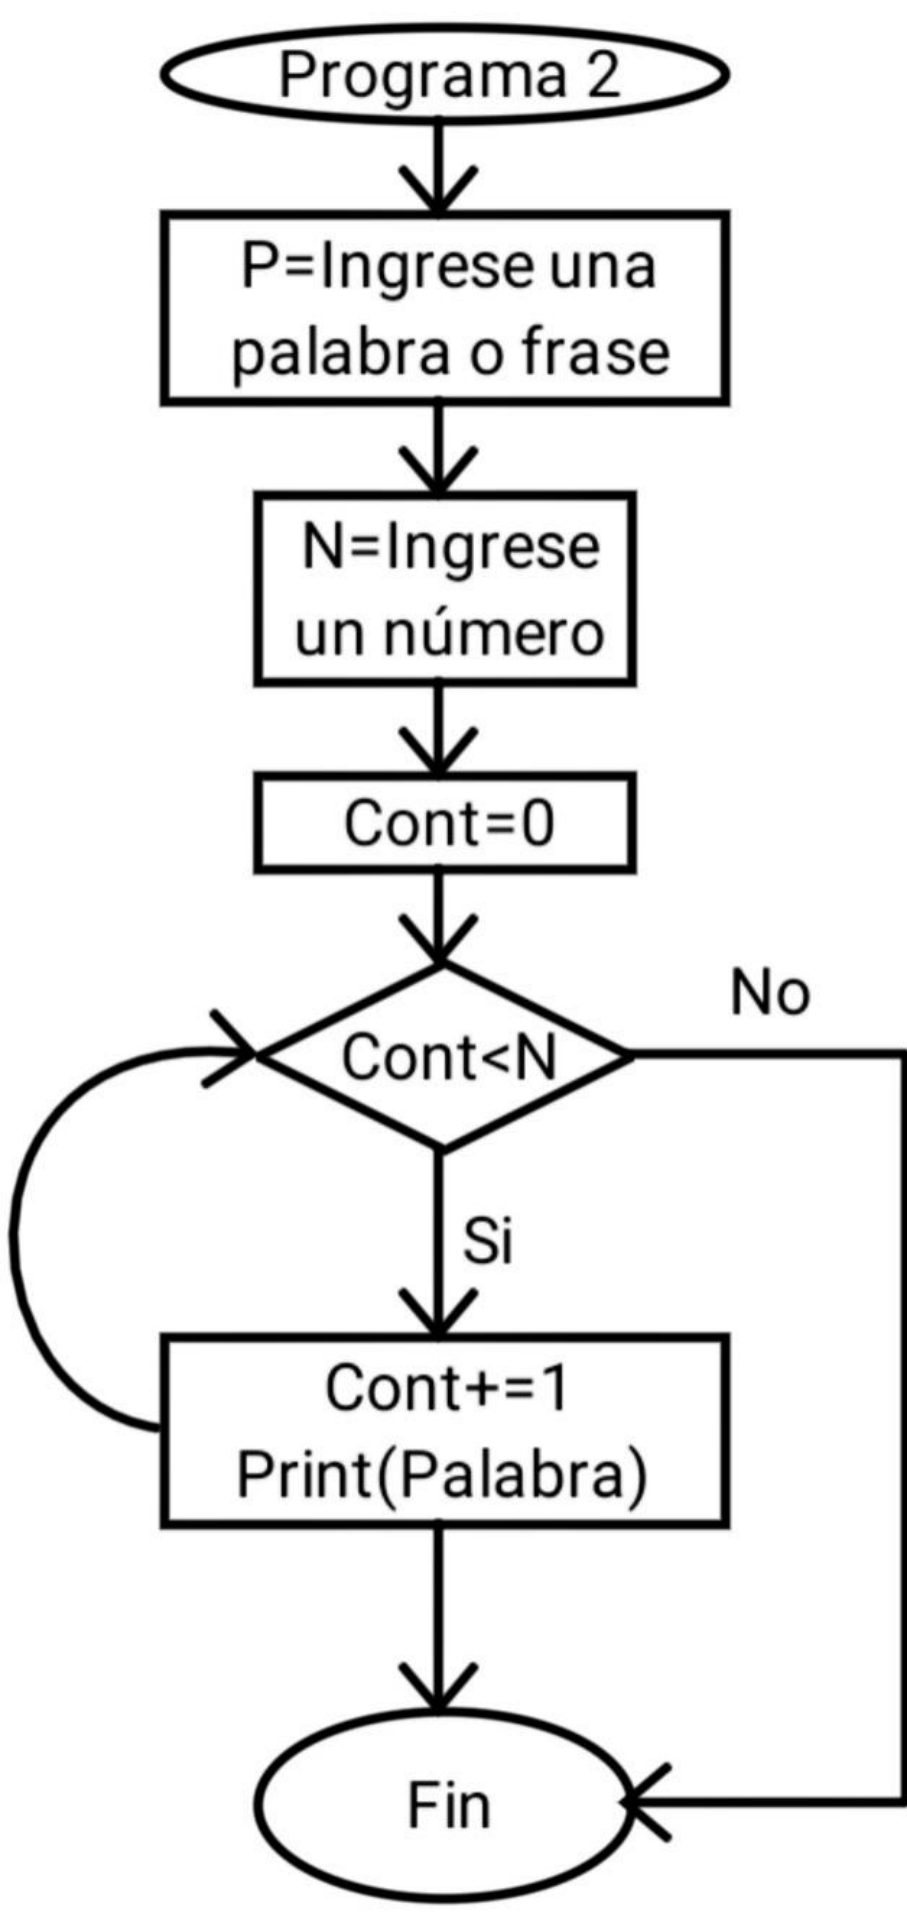 Programa 2
P=Ingrese una
palabra o frase
N=Ingrese
un número
Cont=0
Cont<N
No
Si
Cont+=1
Print(Palabra)
Fin